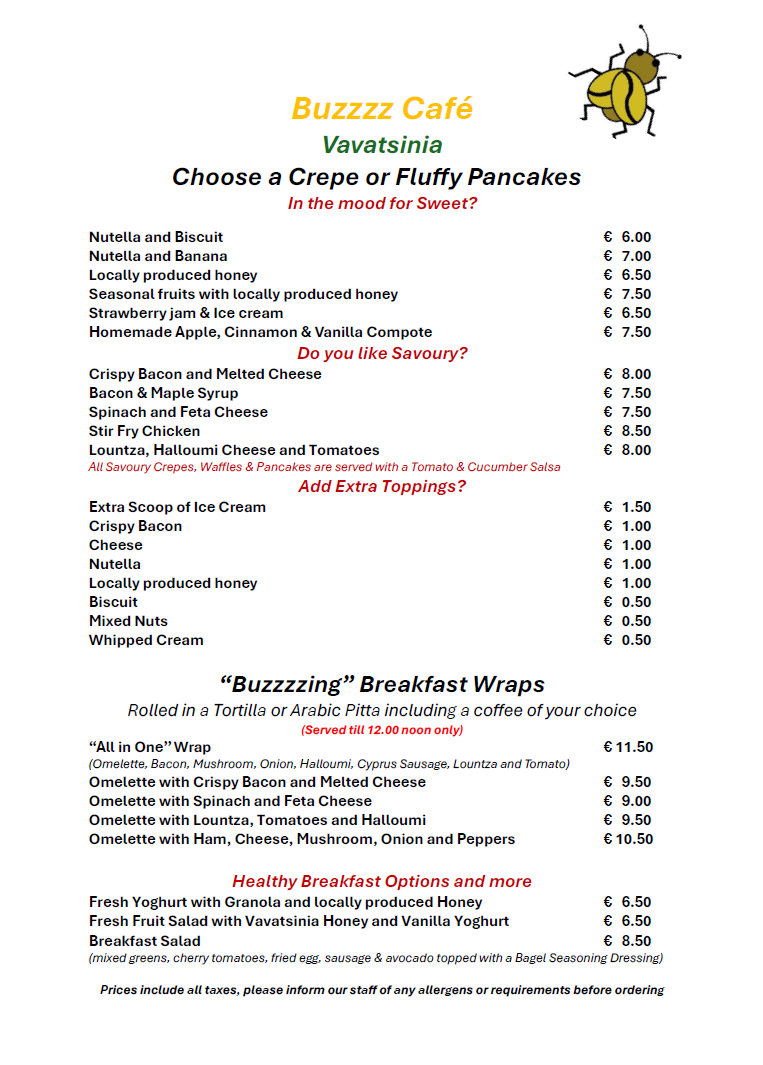 Buzzzz Café
Vavatsinia
Choose a Crepe or Fluffy Pancakes
In the mood for Sweet?
Nutella and Biscuit € 6.00
Nutella and Banana € 7.00
Locally produced honey € 6.50
Seasonal fruits with locally produced honey € 7.50
Strawberry jam & Ice cream € 6.50
Homemade Apple, Cinnamon & Vanilla Compote € 7.50
Do you like Savoury?
Crispy Bacon and Melted Cheese € 8.00
Bacon & Maple Syrup € 7.50
Spinach and Feta Cheese € 7.50
Stir Fry Chicken € 8.50
Lountza, Halloumi Cheese and Tomatoes € 8.00
All Savoury Crepes, Waffles & Pancakes are served with a Tomato & Cucumber Salsa
Add Extra Toppings?
Extra Scoop of Ice Cream € 1.50
Crispy Bacon € 1.00
Cheese € 1.00
Nutella € 1.00
Locally produced honey € 1.00
Biscuit € 0.50
Mixed Nuts € 0.50
Whipped Cream € 0.50
“Buzzzzing” Breakfast Wraps
Rolled in a Tortilla or Arabic Pitta including a coffee of your choice
(Served till 12.00 noon only)
“All in One” Wrap € 11.50
(Omelette, Bacon, Mushroom, Onion, Halloumi, Cyprus Sausage, Lountza and Tomato)
Omelette with Crispy Bacon and Melted Cheese € 9.50
Omelette with Spinach and Feta Cheese € 9.00
Omelette with Lountza, Tomatoes and Halloumi € 9.50
Omelette with Ham, Cheese, Mushroom, Onion and Peppers € 10.50
Healthy Breakfast Options and more
Fresh Yoghurt with Granola and locally produced Honey € 6.50
Fresh Fruit Salad with Vavatsinia Honey and Vanilla Yoghurt € 6.50
Breakfast Salad € 8.50
(mixed greens, cherry tomatoes, fried egg, sausage & avocado topped with a Bagel Seasoning Dressing)
Prices include all taxes, please inform our staff of any allergens or requirements before ordering